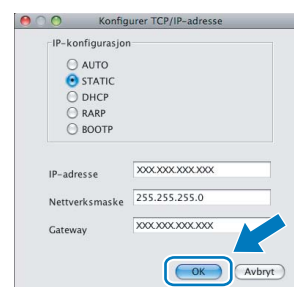 Konfigurer TCP/IP-adresse
IP-konfigurasjon
AUTO
STATIC
DHCP
RARP
BOOTP
IP-adresse XXX.XXX.XXX.XXX
Nettverksmaske 255.255.255.0
Gateway XXX.XXX.XXX.XXX
OK Avbryt